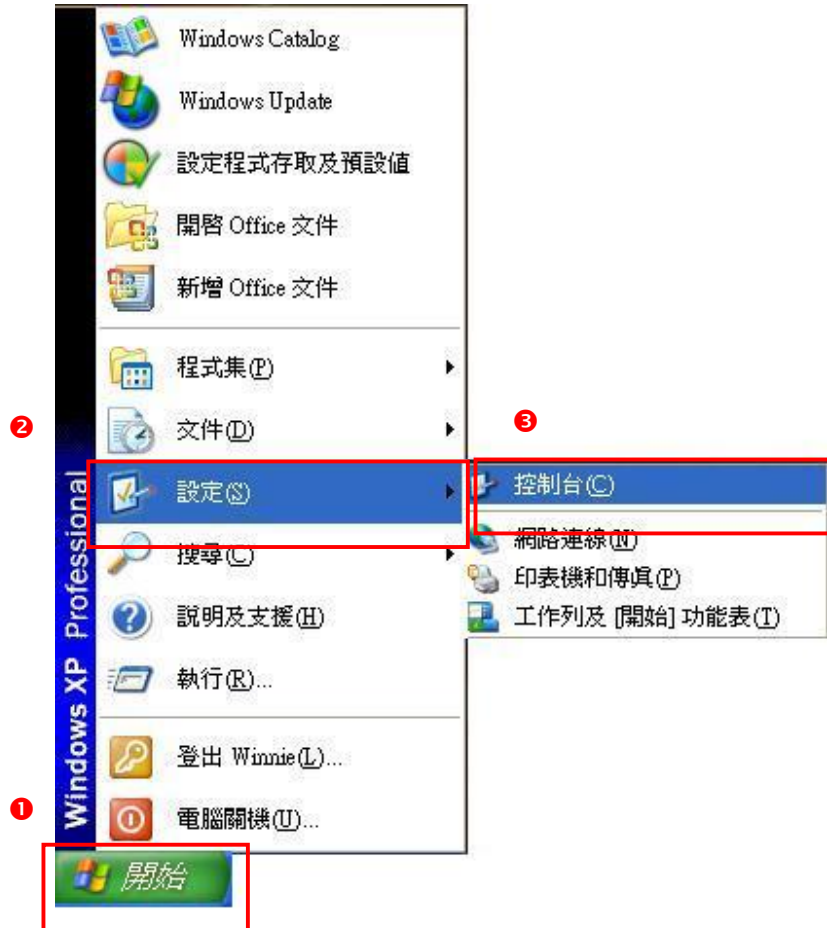 Windows Catalog
Windows Update
設定程式存取及預設值
開啓 Office 文件
新增 Office 文件
程式集(P)
❷
文件(D)
❸
設定(S)
控制台(C)
搜尋(C)
網路連線(N)
印表機和傳眞(P)
說明及支援(H)
工作列及 [開始] 功能表(T)
執行(R)...
登出 Winnie(L)...
❶
電腦關機(U)...
Windows XP Professional
開始